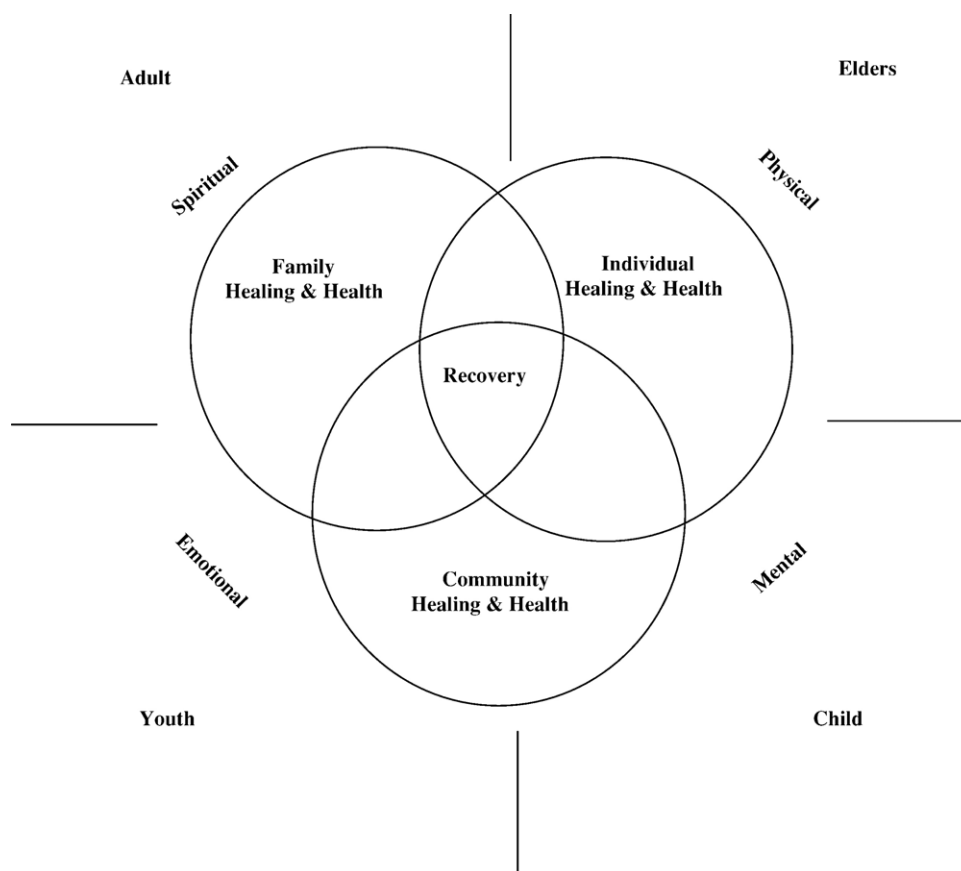 Adult
Elders
Spiritual
Physical
Family
Healing & Health
Individual
Healing & Health
Recovery
Emotional
Mental
Community
Healing & Health
Youth
Child